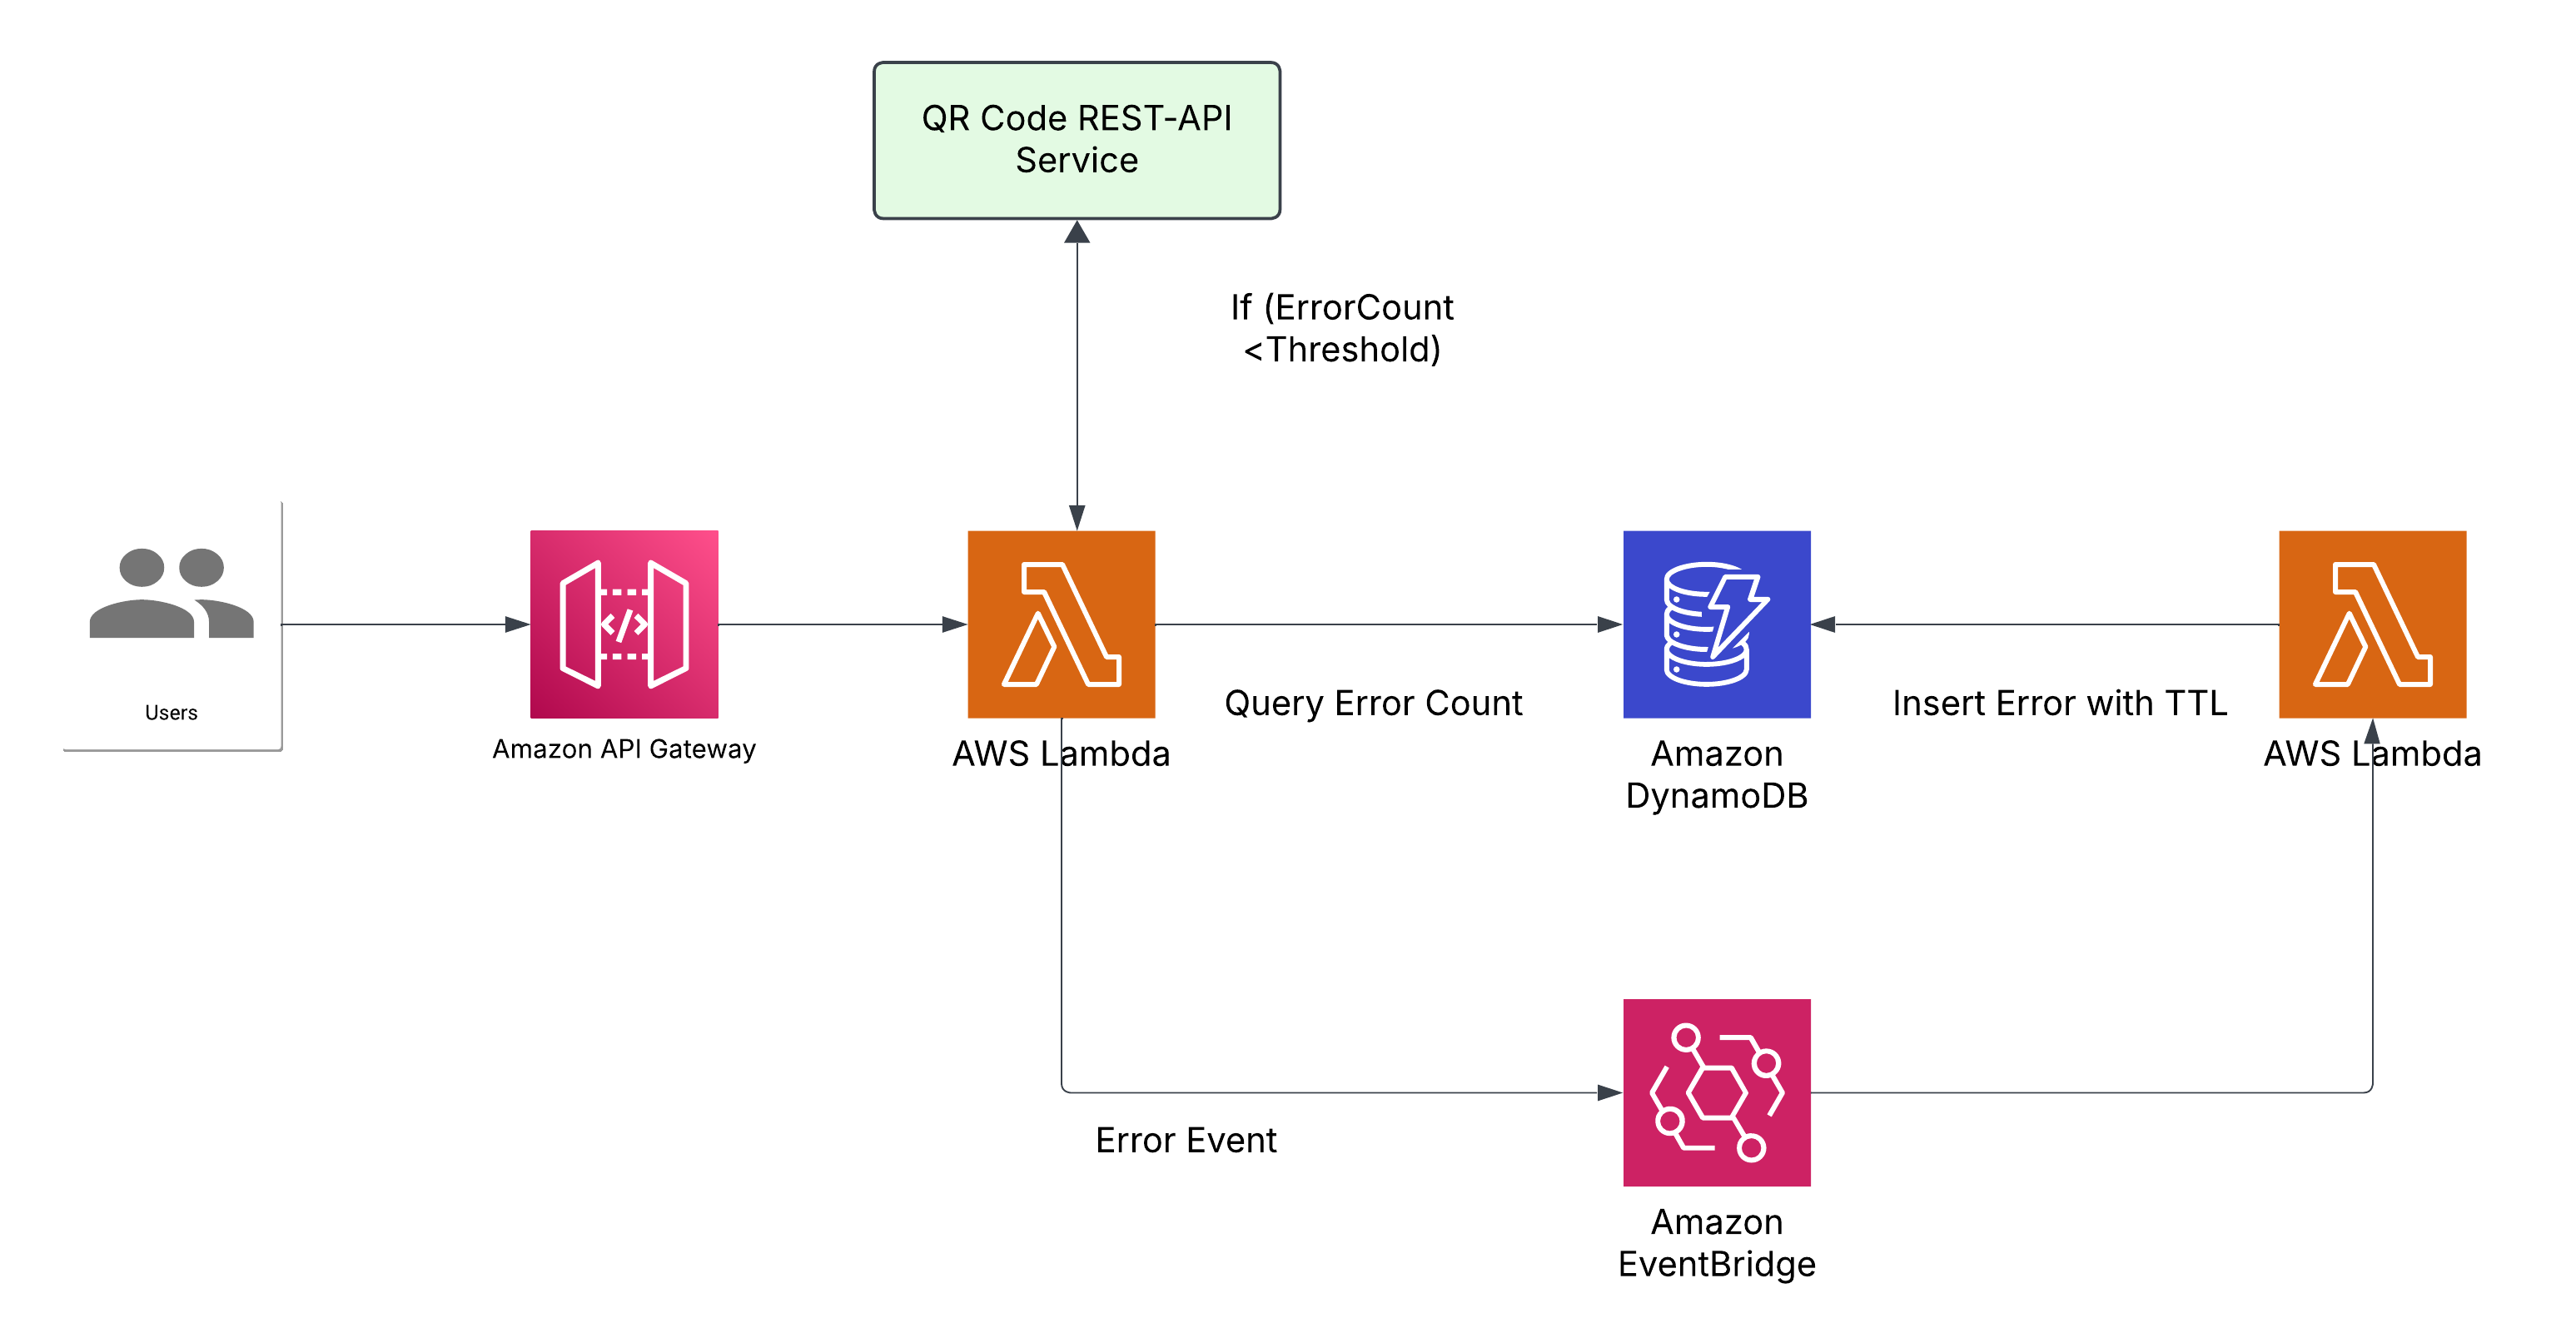 QR Code REST-API
Service
If (ErrorCount
<Threshold)
Users
Amazon API Gateway
AWS Lambda
Query Error Count
Amazon
DynamoDB
Insert Error with TTL
AWS Lambda
Error Event
Amazon
EventBridge